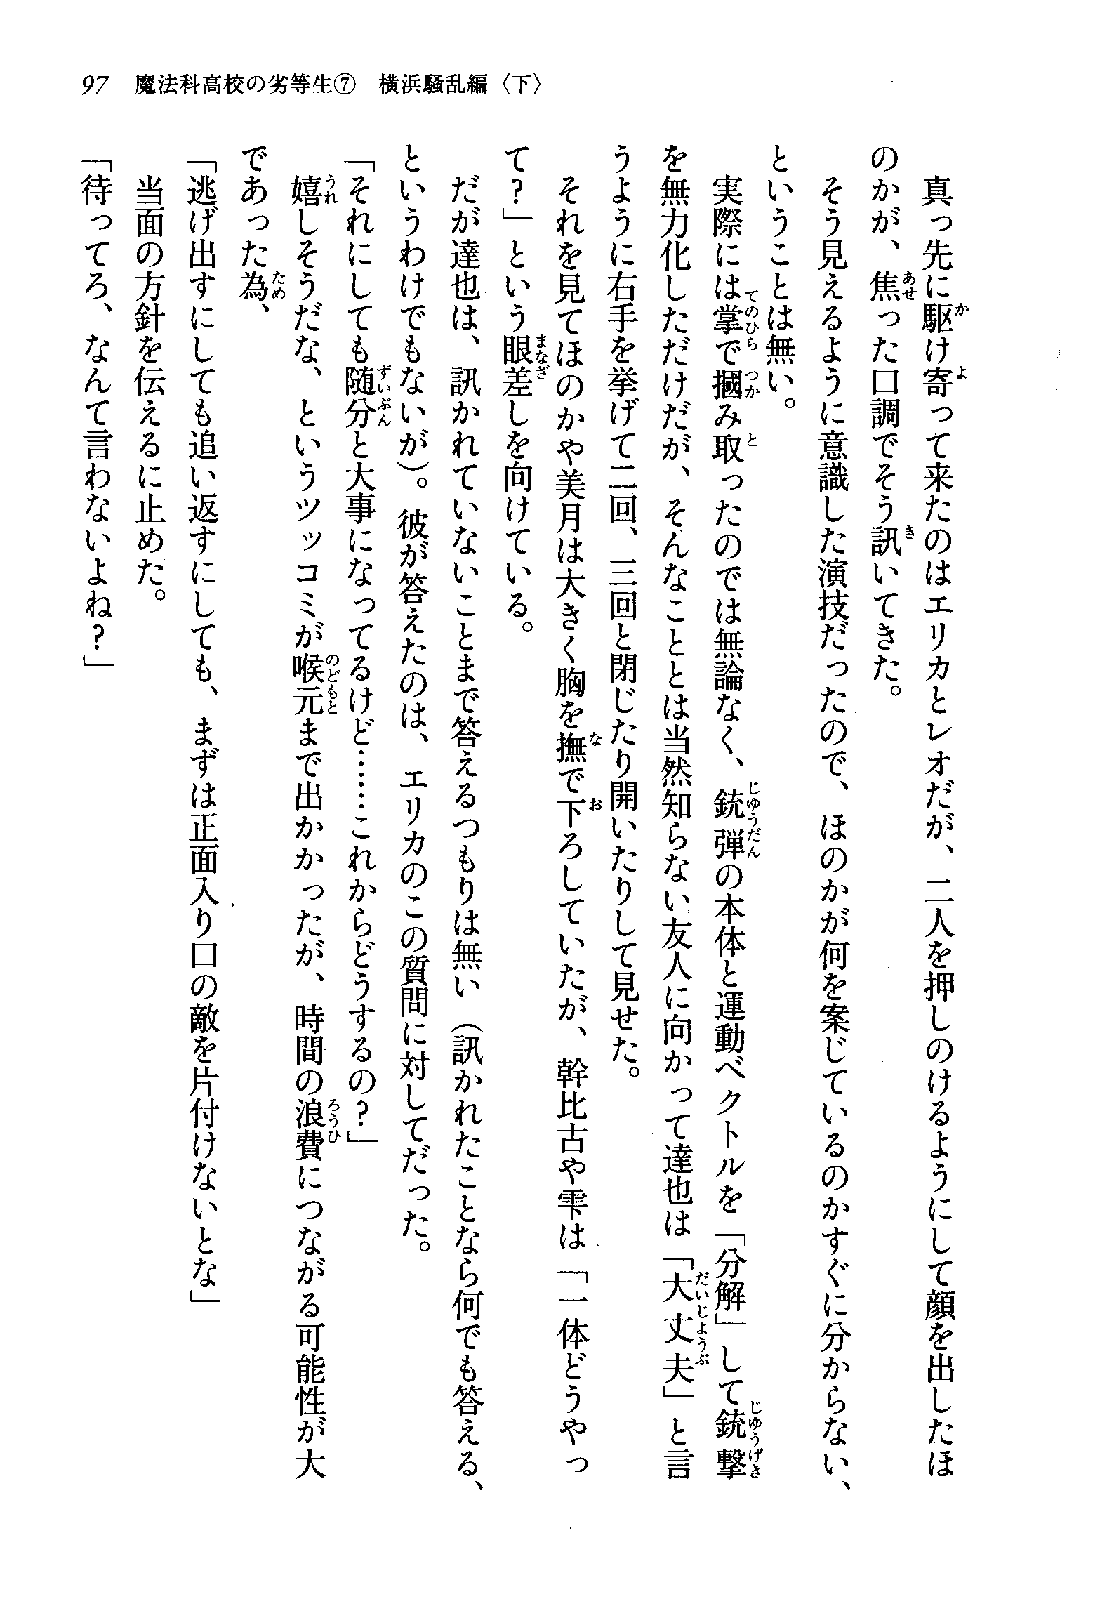 97　魔法科高校の劣等生⑦　横浜騒乱編〈下〉
　真っ先に駆け寄って来たのはエリカとレオだが、二人を押しのけるようにして顔を出したほ
のかが、焦った口調でそう訊いてきた。
　そう見えるように意識した演技だったので、ほのかが何を案じているのかすぐに分からない、
ということは無い。
　実際には掌で摑み取ったのでは無論なく、銃弾の本体と運動ベクトルを「分解」して銃撃
を無力化しただけだが、そんなこととは当然知らない友人に向かって達也は「大丈夫」と言
うように右手を挙げて二回、三回と閉じたり開いたりして見せた。
　それを見てほのかや美月は大きく胸を撫で下ろしていたが、幹比古や雫は「一体どうやっ
て？」という眼差しを向けている。
　だが達也は、訊かれていないことまで答えるつもりは無い（訊かれたことなら何でも答える、
というわけでもないが）。彼が答えたのは、エリカのこの質問に対してだった。
「それにしても随分と大事になってるけど……これからどうするの？」
　嬉しそうだな、というツッコミが喉元まで出かかったが、時間の浪費につながる可能性が大
であった為、
「逃げ出すにしても追い返すにしても、まずは正面入り口の敵を片付けないとな」
　当面の方針を伝えるに止めた。
「待ってろ、なんて言わないよね？」